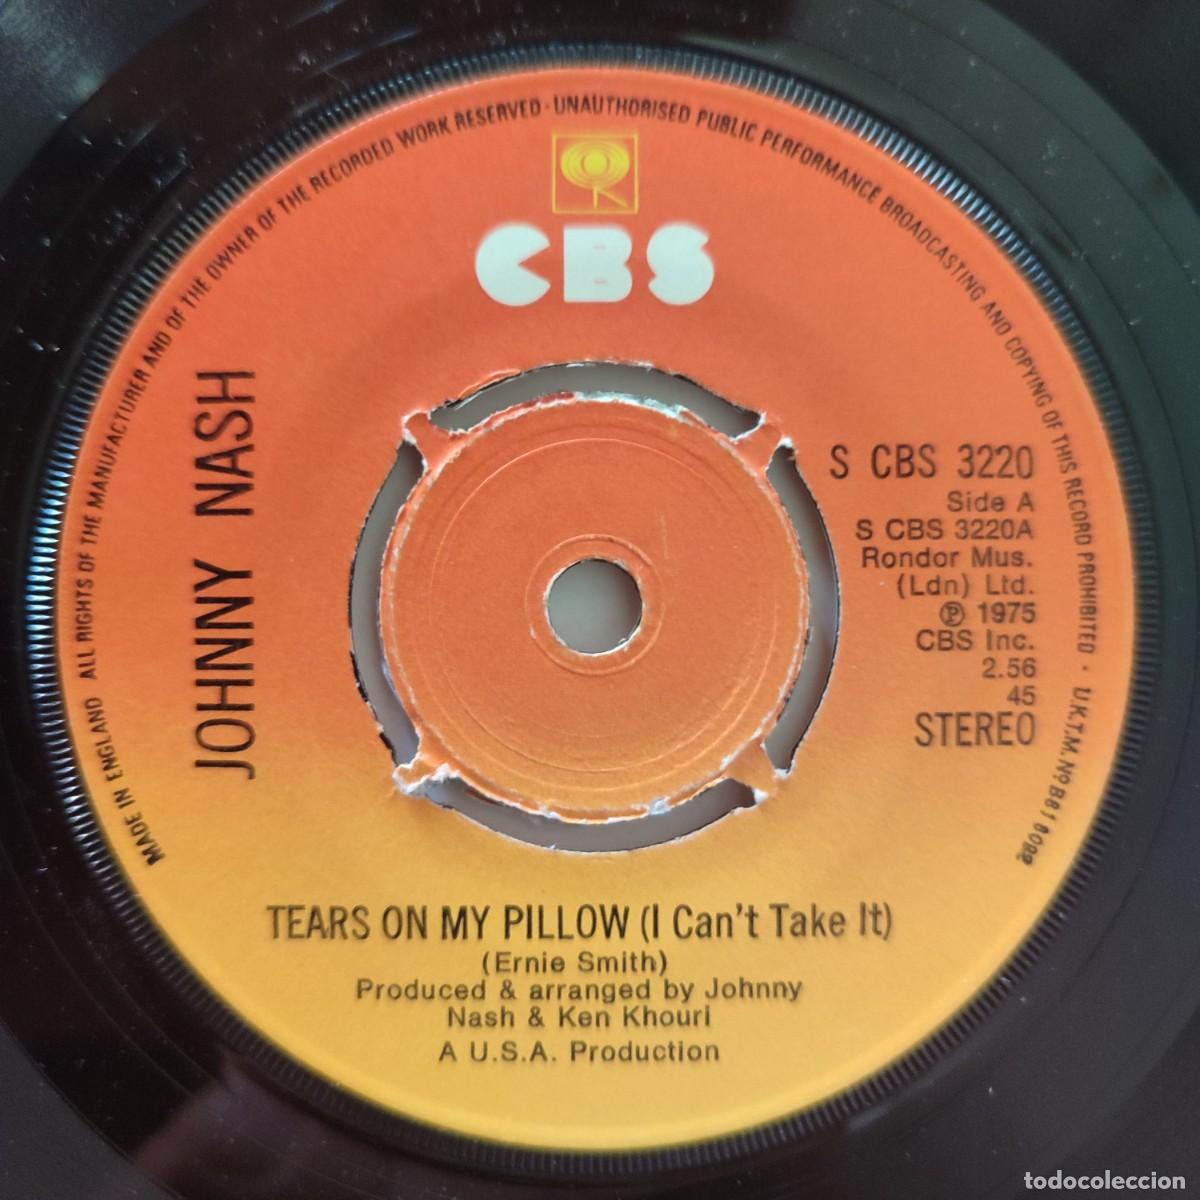 MADE IN ENGLAND ALL RIGHTS OF THE MANUFACTURER AND OF THE OWNER OF THE RECORDED WORK RESERVED · UNAUTHORISED PUBLIC PERFORMANCE BROADCASTING AND COPYING OF THIS RECORD PROHIBITED · U.K.T.M. Nº B618082
CBS
JOHNNY NASH
S CBS 3220
Side A
S CBS 3220A
Rondor Mus.
(Ldn) Ltd.
℗ 1975
CBS Inc.
2.56
45
STEREO
TEARS ON MY PILLOW (I Can't Take It)
(Ernie Smith)
Produced & arranged by Johnny
Nash & Ken Khouri
A U.S.A. Production
todocoleccion